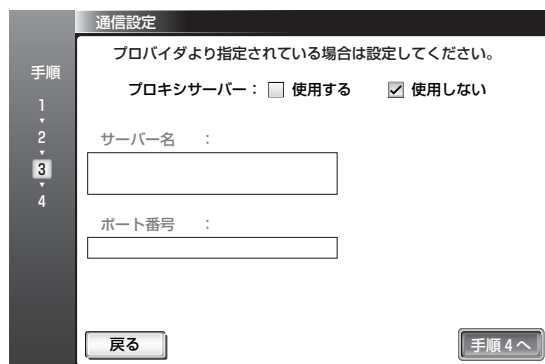 通信設定
プロバイダより指定されている場合は設定してください。
手順
1
2
3
4
プロキシサーバー： 使用する 使用しない
サーバー名 ：
ポート番号 ：
戻る
手順 4 へ